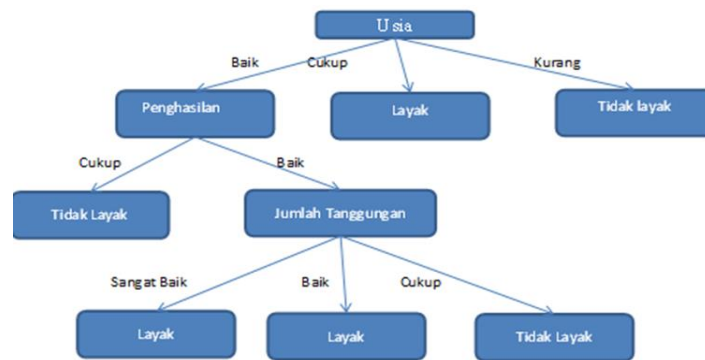 Usia
Baik
Cukup
Kurang
Penghasilan
Layak
Tidak layak
Cukup
Baik
Tidak Layak
Jumlah Tanggungan
Sangat Baik
Baik
Cukup
Layak
Layak
Tidak Layak